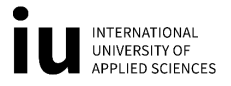 iu INTERNATIONAL
UNIVERSITY OF
APPLIED SCIENCES